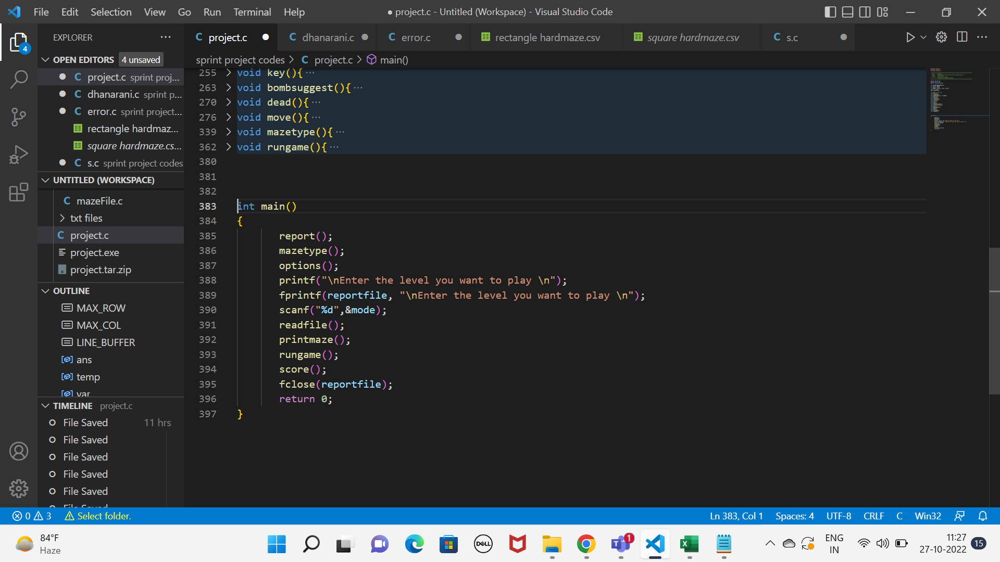 File Edit Selection View Go Run Terminal Help
● project.c - Untitled (Workspace) - Visual Studio Code
EXPLORER
project.c
dhanarani.c
error.c
rectangle hardmaze.csv
square hardmaze.csv
s.c
4
OPEN EDITORS 4 unsaved
project.c sprint proj...
dhanarani.c sprint p...
error.c sprint project...
rectangle hardmaz...
square hardmaze.cs...
s.c sprint project codes
UNTITLED (WORKSPACE)
mazeFile.c
txt files
project.c
project.exe
project.tar.zip
OUTLINE
MAX_ROW
MAX_COL
LINE_BUFFER
ans
temp
var
TIMELINE project.c
File Saved 11 hrs
File Saved
File Saved
File Saved
File Saved
File Saved
sprint project codes > C project.c > main()
255 void key(){ ...
263 void bombsuggest(){ ...
270 void dead(){ ...
276 void move(){ ...
339 void mazetype(){ ...
362 void rungame(){ ...
380
381
382
383 int main()
384 {
385 report();
386 mazetype();
387 options();
388 printf("\nEnter the level you want to play \n");
389 fprintf(reportfile, "\nEnter the level you want to play \n");
390 scanf("%d",&mode);
391 readfile();
392 printmaze();
393 rungame();
394 score();
395 fclose(reportfile);
396 return 0;
397 }
0 3 Select folder.
Ln 383, Col 1 Spaces: 4 UTF-8 CRLF C Win32
84°F
Haze
DELL
1
ENG
IN
11:27
27-10-2022
15